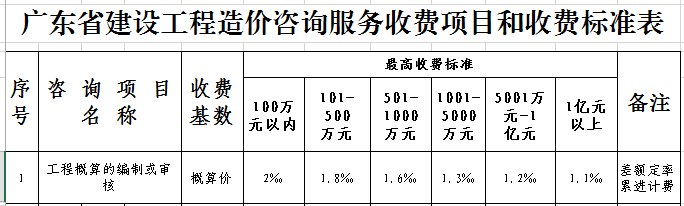 广东省建设工程造价咨询服务收费项目和收费标准表
序号
咨询项目名称
收费基数
最高收费标准
备注
100万元以内
101-500万元
501-1000万元
1001-5000万元
5001万元-1亿元
1亿元以上
1
工程概算的编制或审核
概算价
2‰
1.8‰
1.6‰
1.3‰
1.2‰
1.1‰
差额定率累进计费